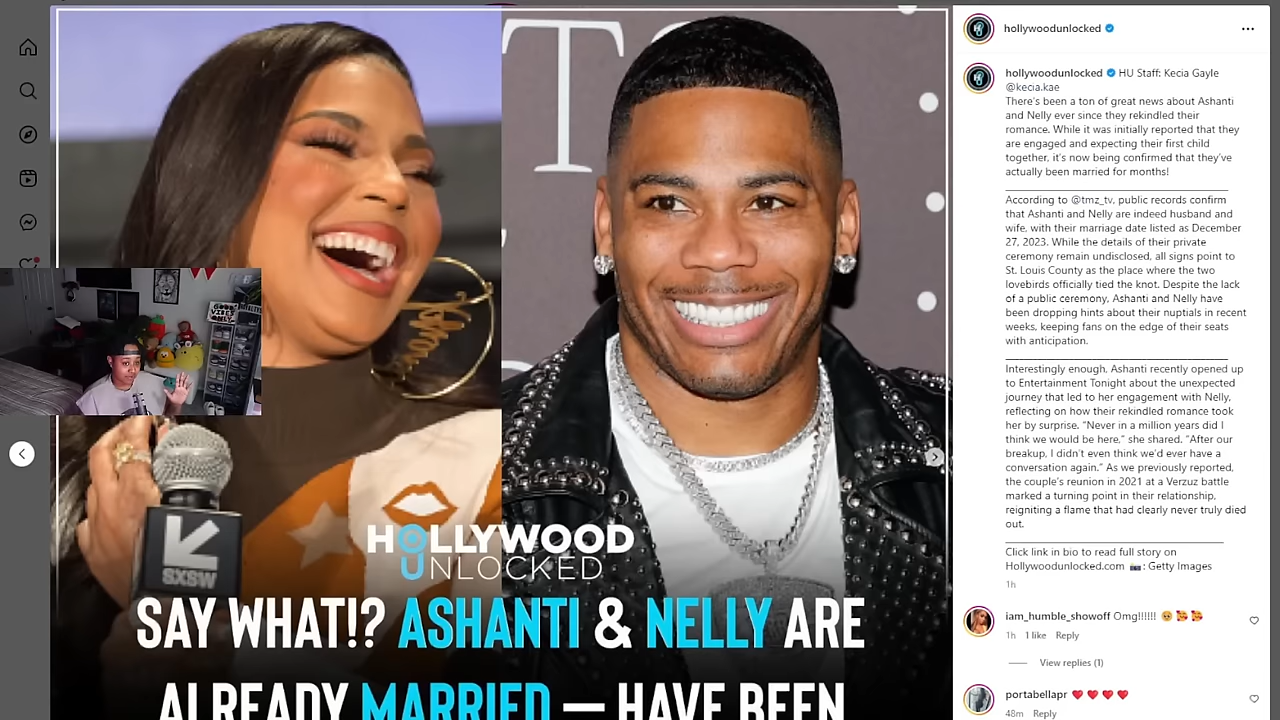 T S
SXSW
HOLLYWOOD
UNLOCKED
SAY WHAT!? ASHANTI & NELLY ARE
ALREADY MARRIED — HAVE BEEN
hollywoodunlocked
hollywoodunlocked HU Staff: Kecia Gayle
@kecia.kae
There's been a ton of great news about Ashanti
and Nelly ever since they rekindled their
romance. While it was initially reported that they
are engaged and expecting their first child
together, it's now being confirmed that they've
actually been married for months!
According to @tmz_tv, public records confirm
that Ashanti and Nelly are indeed husband and
wife, with their marriage date listed as December
27, 2023. While the details of their private
ceremony remain undisclosed, all signs point to
St. Louis County as the place where the two
lovebirds officially tied the knot. Despite the lack
of a public ceremony, Ashanti and Nelly have
been dropping hints about their nuptials in recent
weeks, keeping fans on the edge of their seats
with anticipation.
Interestingly enough, Ashanti recently opened up
to Entertainment Tonight about the unexpected
journey that led to her engagement with Nelly,
reflecting on how their rekindled romance took
her by surprise. "Never in a million years did I
think we would be here," she shared. "After our
breakup, I didn't even think we'd ever have a
conversation again." As we previously reported,
the couple's reunion in 2021 at a Verzuz battle
marked a turning point in their relationship,
reigniting a flame that had clearly never truly died
out.
Click link in bio to read full story on
Hollywoodunlocked.com 📸: Getty Images
1h
iam_humble_showoff Omg!!!!!! 🥹🥰🥰
1h 1 like Reply
View replies (1)
portabellapr ♥️♥️♥️♥️
48m Reply